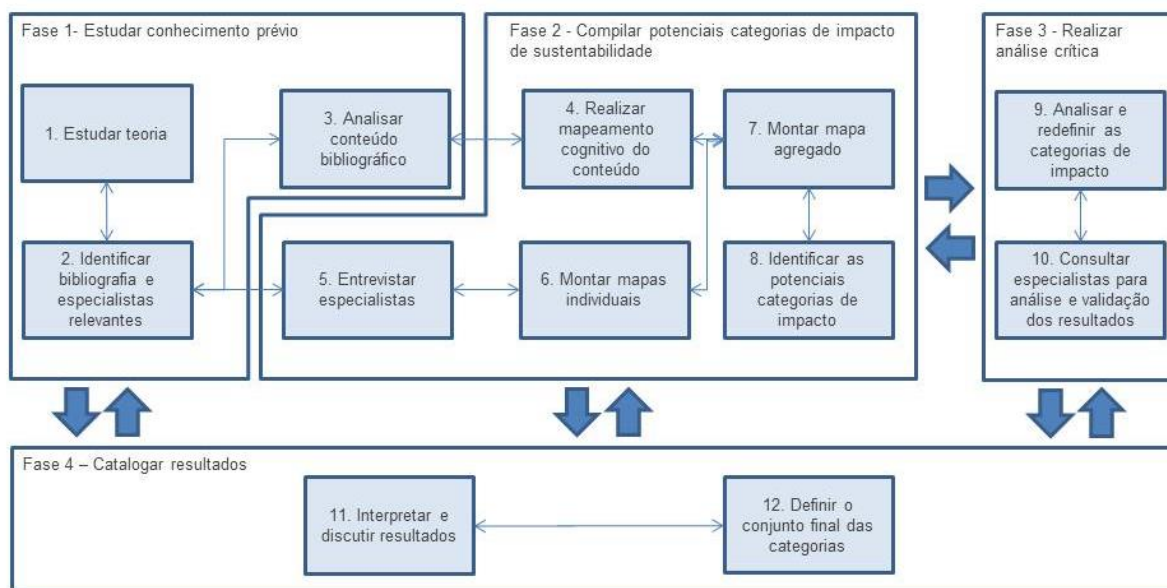 Fase 1- Estudar conhecimento prévio
1. Estudar teoria
2. Identificar
bibliografia e
especialistas
relevantes
3. Analisar
conteúdo
bibliográfico
Fase 2 - Compilar potenciais categorias de impacto
de sustentabilidade
4. Realizar
mapeamento
cognitivo do
conteúdo
5. Entrevistar
especialistas
6. Montar mapas
individuais
7. Montar mapa
agregado
8. Identificar as
potenciais
categorias de
impacto
Fase 3 - Realizar
análise crítica
9. Analisar e
redefinir as
categorias de
impacto
10. Consultar
especialistas para
análise e validação
dos resultados
Fase 4 – Catalogar resultados
11. Interpretar e
discutir resultados
12. Definir o
conjunto final das
categorias